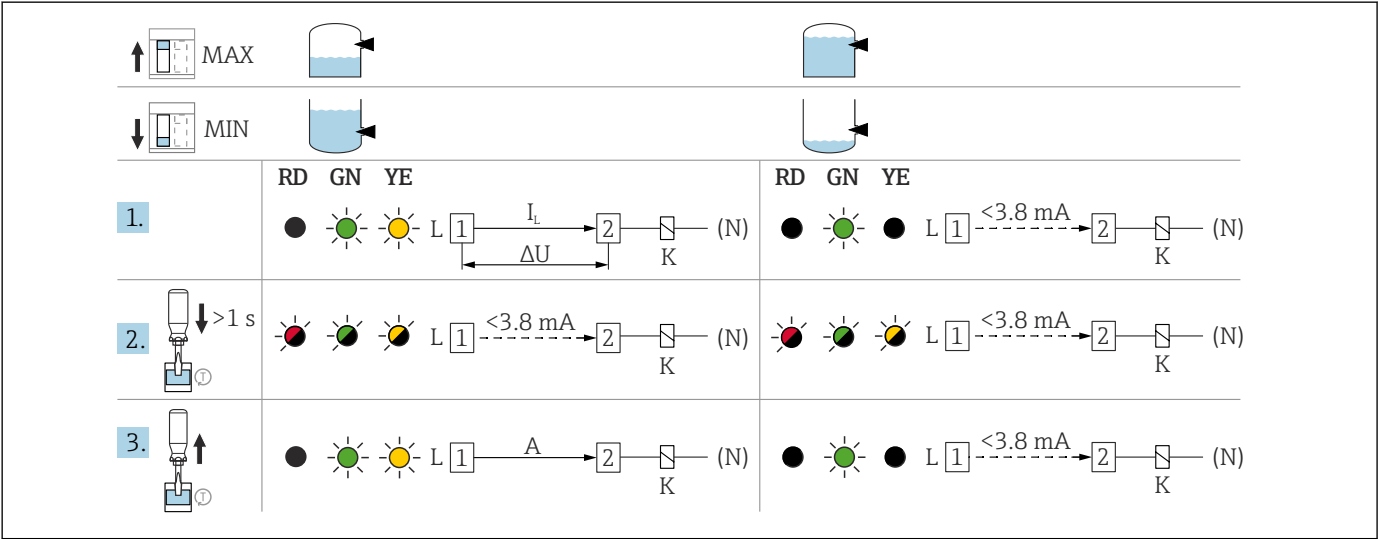 MAX
MIN
RD GN YE RD GN YE
1. L 1 I_L 2 (N) L 1 <3.8 mA 2 (N)
ΔU K K
2. >1 s L 1 <3.8 mA 2 (N) L 1 <3.8 mA 2 (N)
T K K
3. L 1 A 2 (N) L 1 <3.8 mA 2 (N)
T K K